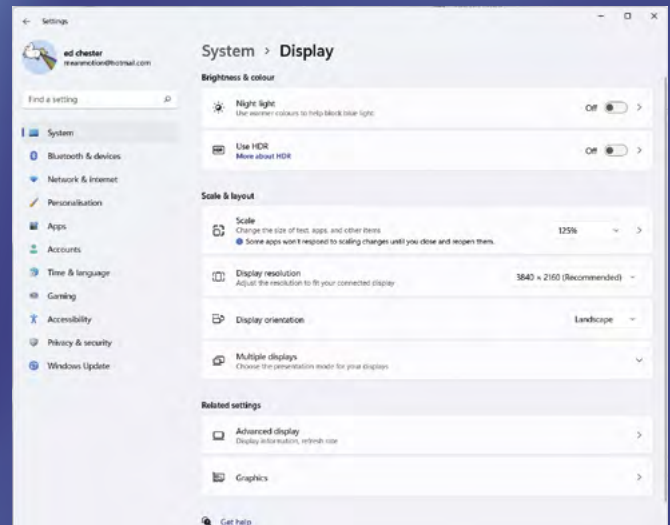 Settings
ed chester
meanmotion@hotmail.com
System > Display
Brightness & colour
Find a setting
Night light
Use warmer colours to help block blue light
Off
Use HDR
More about HDR
Off
System
Bluetooth & devices
Network & internet
Personalisation
Apps
Accounts
Time & language
Gaming
Accessibility
Privacy & security
Windows Update
Scale & layout
Scale
Change the size of text, apps, and other items
Some apps won't respond to scaling changes until you close and reopen them.
125%
Display resolution
Adjust the resolution to fit your connected display
3840 × 2160 (Recommended)
Display orientation
Landscape
Multiple displays
Choose the presentation mode for your displays
Related settings
Advanced display
Display information, refresh rate
Graphics
Get help